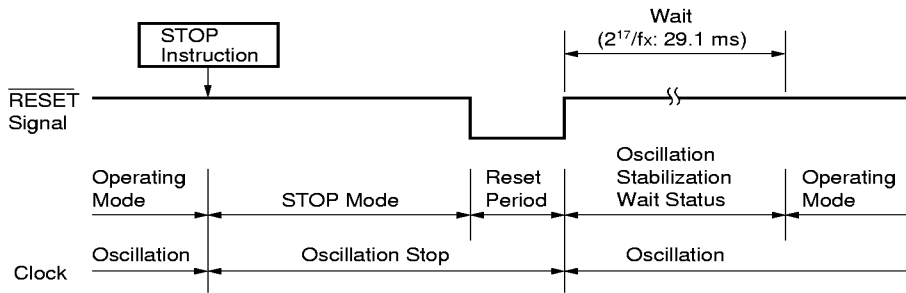 Wait
(2¹⁷/fx: 29.1 ms)
STOP
Instruction
RESET
Signal
Operating
Mode
STOP Mode
Reset
Period
Oscillation
Stabilization
Wait Status
Operating
Mode
Clock
Oscillation
Oscillation Stop
Oscillation